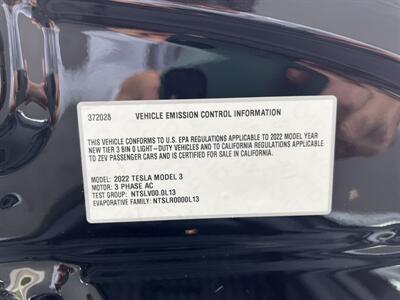 372028 VEHICLE EMISSION CONTROL INFORMATION
THIS VEHICLE CONFORMS TO U.S. EPA REGULATIONS APPLICABLE TO 2022 MODEL YEAR
NEW TIER 3 BIN 0 LIGHT-DUTY VEHICLES AND TO CALIFORNIA REGULATIONS APPLICABLE
TO ZEV PASSENGER CARS AND IS CERTIFIED FOR SALE IN CALIFORNIA.
MODEL: 2022 TESLA MODEL 3
MOTOR: 3 PHASE AC
TEST GROUP: NTSLV00.0L13
EVAPORATIVE FAMILY: NTSLR0000L13